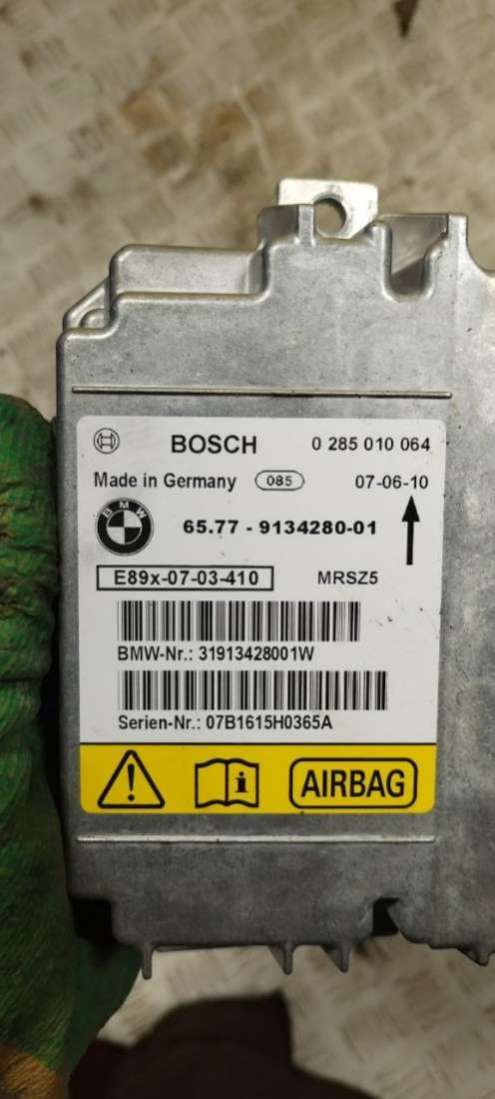 BOSCH 0 285 010 064
Made in Germany 085 07-06-10
BMW 65.77 - 9134280-01
E89x-07-03-410 MRSZ5
BMW-Nr.: 31913428001W
Serien-Nr.: 07B1615H0365A
i AIRBAG